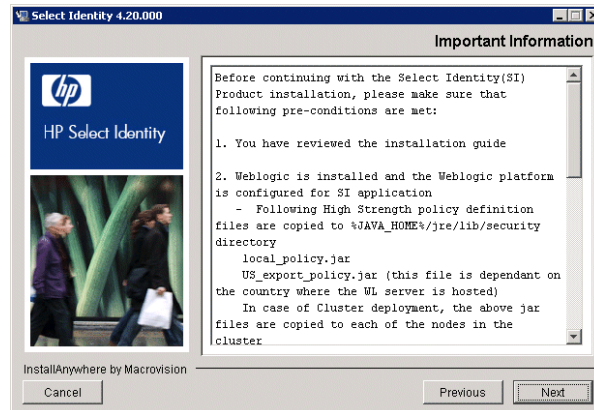 Select Identity 4.20.000
Important Information
hp
HP Select Identity
Before continuing with the Select Identity(SI)
Product installation, please make sure that
following pre-conditions are met:
1. You have reviewed the installation guide
2. Weblogic is installed and the Weblogic platform
is configured for SI application
- Following High Strength policy definition
files are copied to %JAVA_HOME%/jre/lib/security
directory
local_policy.jar
US_export_policy.jar (this file is dependant on
the country where the WL server is hosted)
In case of Cluster deployment, the above jar
files are copied to each of the nodes in the
cluster
InstallAnywhere by Macrovision
Cancel
Previous
Next